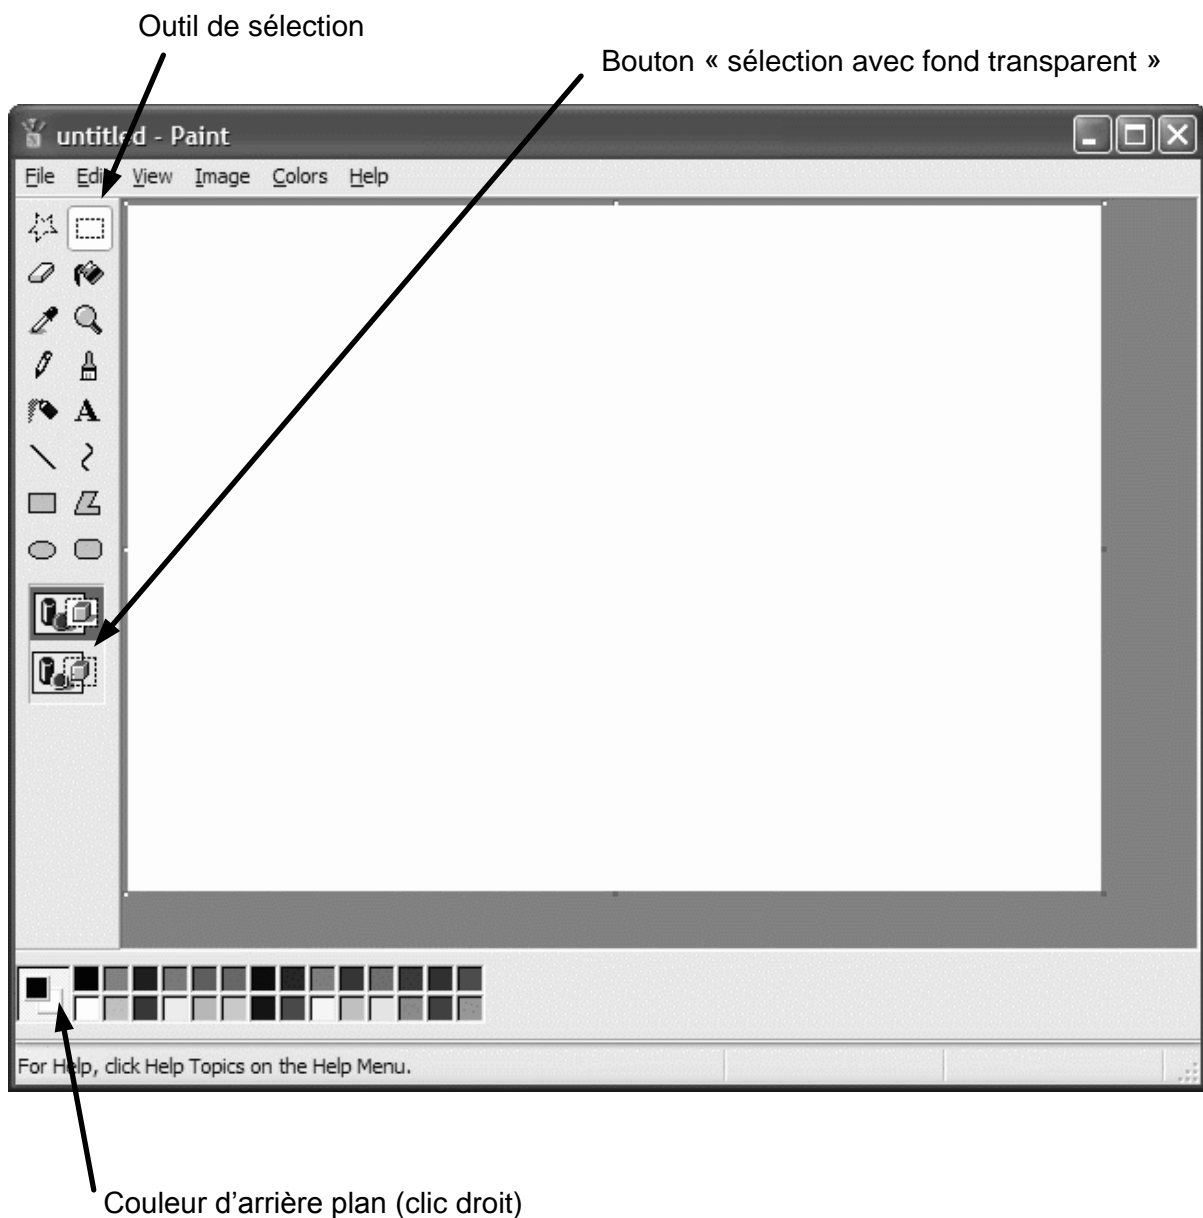 Outil de sélection
Bouton « sélection avec fond transparent »
untitled - Paint
File Edit View Image Colors Help
A
For Help, click Help Topics on the Help Menu.
Couleur d'arrière plan (clic droit)